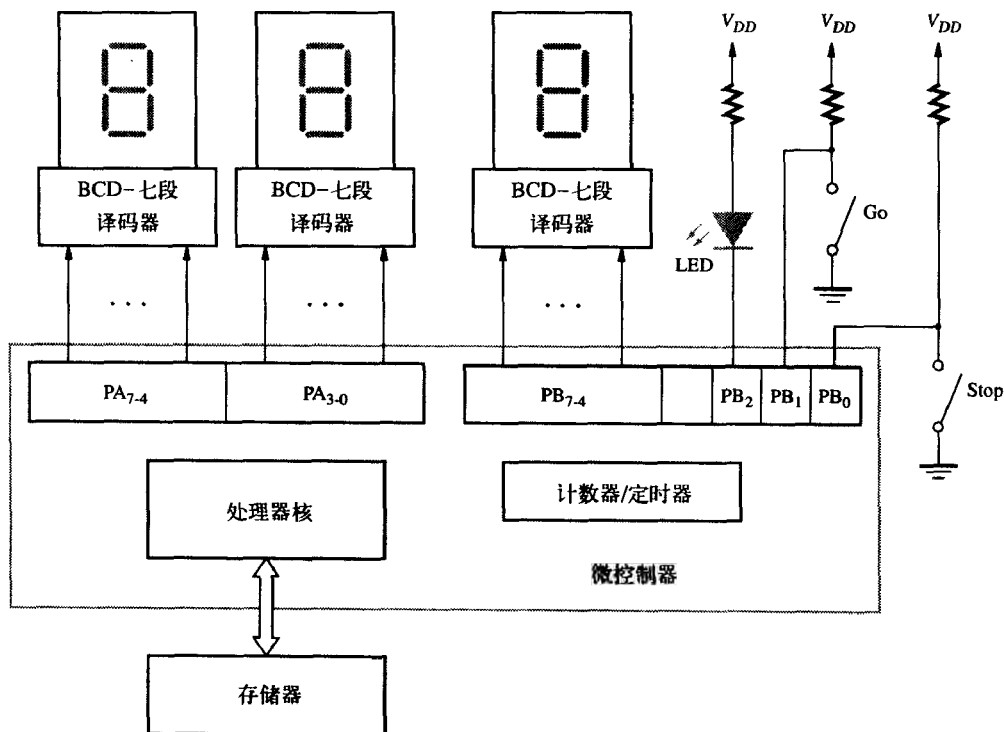 V_DD
V_DD
V_DD
BCD-七段
译码器
BCD-七段
译码器
BCD-七段
译码器
Go
LED
...
...
...
PA₇₋₄
PA₃₋₀
PB₇₋₄
PB₂
PB₁
PB₀
Stop
处理器核
计数器/定时器
微控制器
存储器